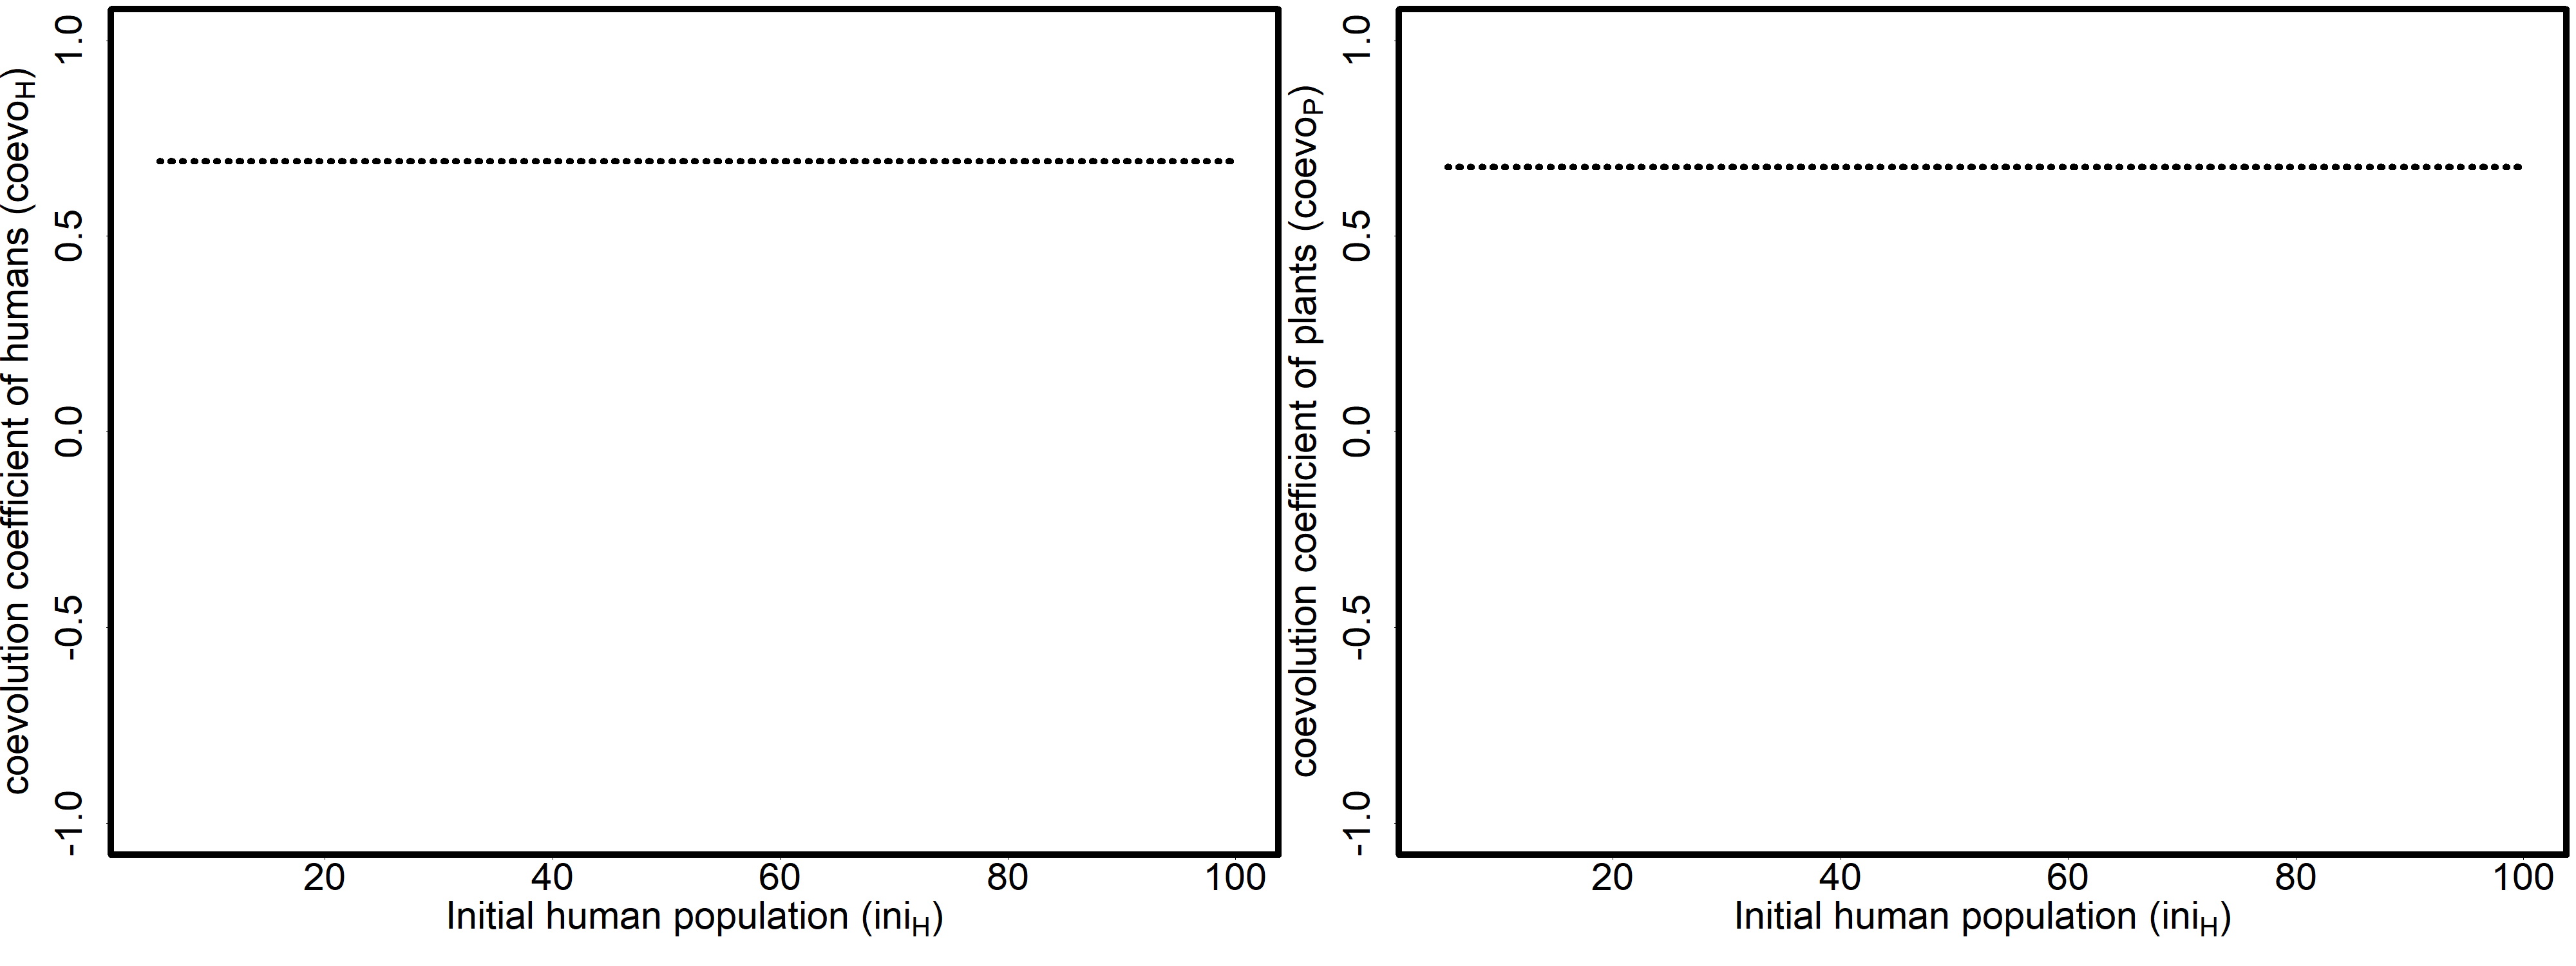 coevolution coefficient of humans (coevoH)
1.0
0.5
0.0
-0.5
-1.0
20 40 60 80 100
Initial human population (iniH)
coevolution coefficient of plants (coevoP)
1.0
0.5
0.0
-0.5
-1.0
20 40 60 80 100
Initial human population (iniH)